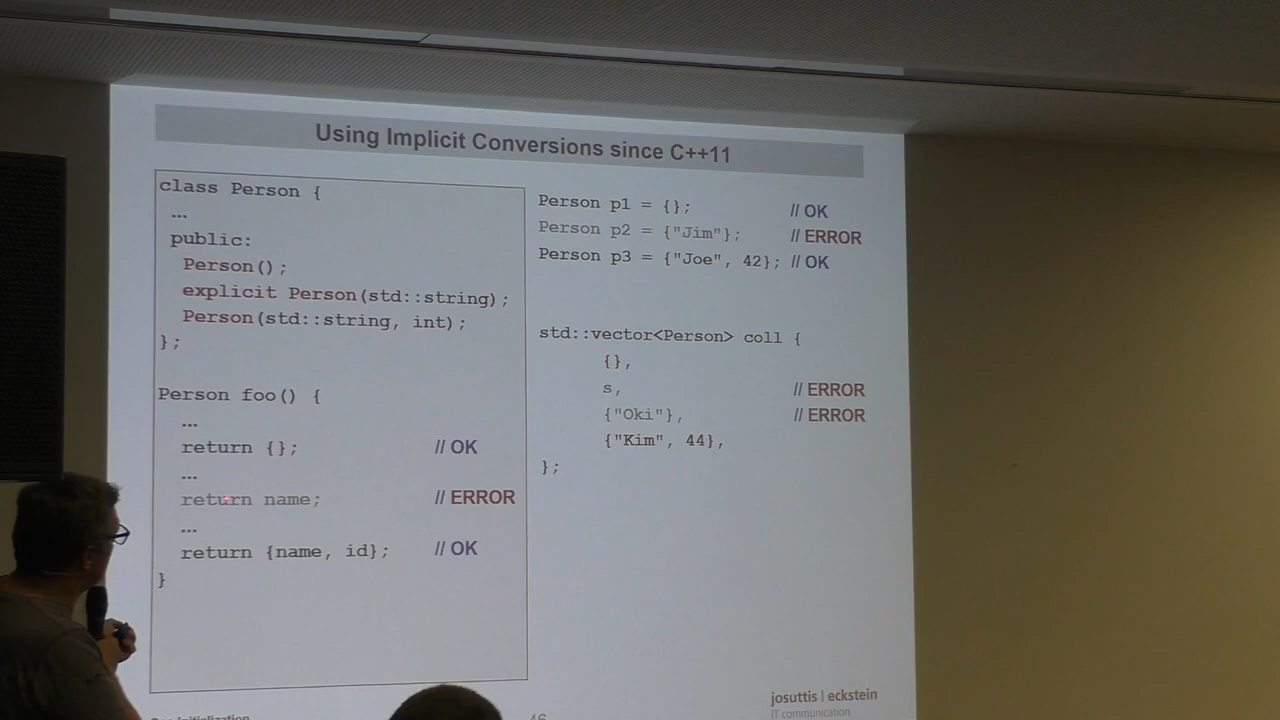 Using Implicit Conversions since C++11
class Person {
...
public:
Person();
explicit Person(std::string);
Person(std::string, int);
};
Person foo() {
...
return {}; // OK
...
return name; // ERROR
...
return {name, id}; // OK
}
Person p1 = {}; // OK
Person p2 = {"Jim"}; // ERROR
Person p3 = {"Joe", 42}; // OK
std::vector<Person> coll {
{},
s, // ERROR
{"Oki"}, // ERROR
{"Kim", 44},
};
josuttis | eckstein
IT communication
46